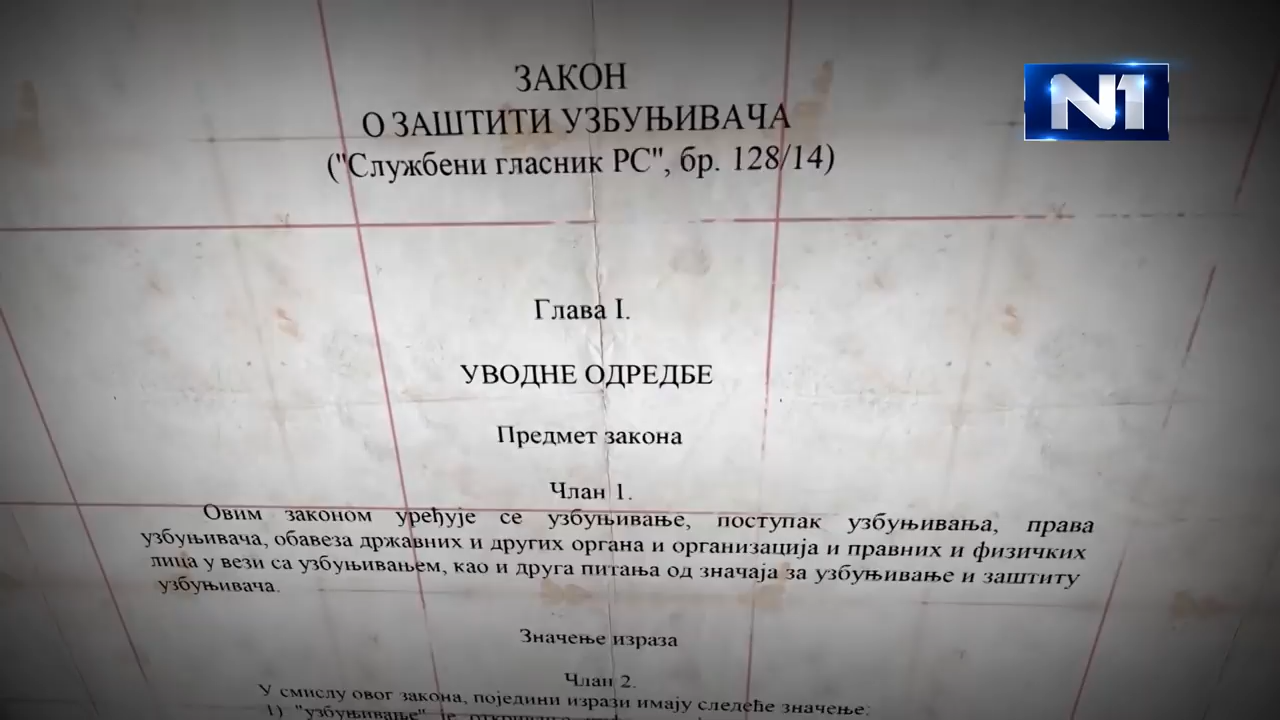 ЗАКОН
О ЗАШТИТИ УЗБУЊИВАЧА
("Службени гласник РС", бр. 128/14)
N1
Глава I.
УВОДНЕ ОДРЕДБЕ
Предмет закона
Члан 1.
Овим законом уређује се узбуњивање, поступак узбуњивања, права
узбуњивача, обавеза државних и других органа и организација и правних и физичких
лица у вези са узбуњивањем, као и друга питања од значаја за узбуњивање и заштиту
узбуњивача.
Значење израза
Члан 2.
У смислу овог закона, поједини изрази имају следеће значење:
1) "узбуњивање" је